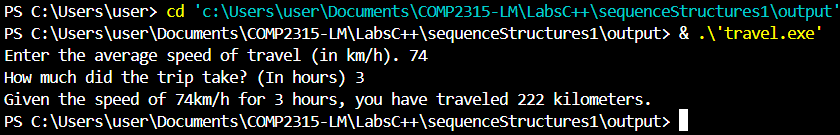 PS C:\Users\user> cd 'c:\Users\user\Documents\COMP2315-LM\LabsC++\sequenceStructures1\output'
PS C:\Users\user\Documents\COMP2315-LM\LabsC++\sequenceStructures1\output> & .\'travel.exe'
Enter the average speed of travel (in km/h). 74
How much did the trip take? (In hours) 3
Given the speed of 74km/h for 3 hours, you have traveled 222 kilometers.
PS C:\Users\user\Documents\COMP2315-LM\LabsC++\sequenceStructures1\output>